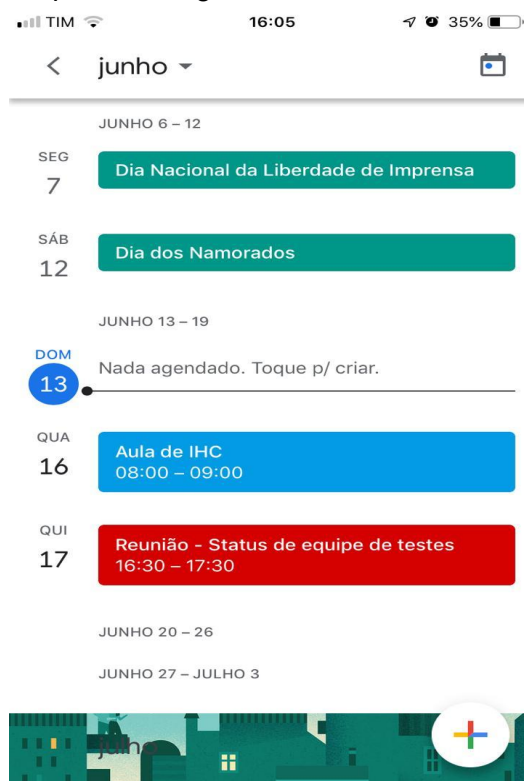 TIM 16:05 35%
junho
JUNHO 6 – 12
SEG
7
Dia Nacional da Liberdade de Imprensa
SÁB
12
Dia dos Namorados
JUNHO 13 – 19
DOM
13
Nada agendado. Toque p/ criar.
QUA
16
Aula de IHC
08:00 – 09:00
QUI
17
Reunião - Status de equipe de testes
16:30 – 17:30
JUNHO 20 – 26
JUNHO 27 – JULHO 3
julho